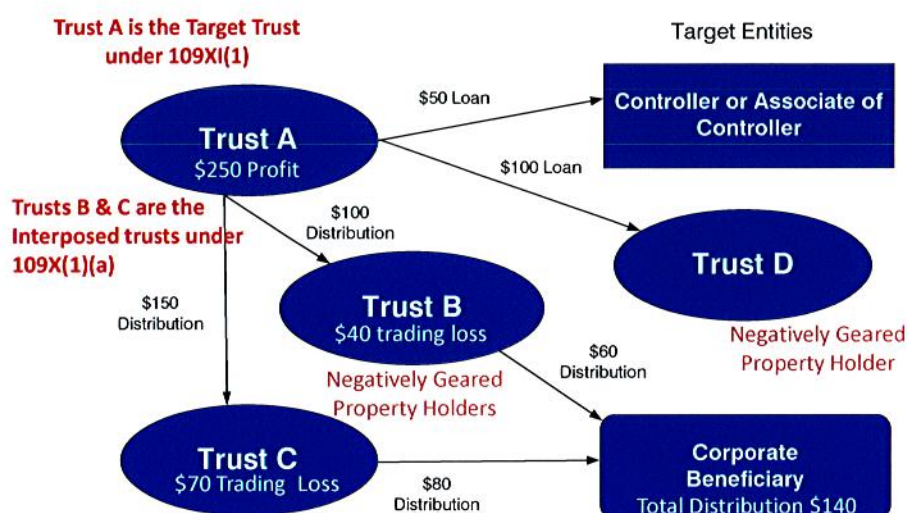 Trust A is the Target Trust
under 109XI(1)
Target Entities
$50 Loan
Controller or Associate of
Controller
Trust A
$250 Profit
$100 Loan
Trusts B & C are the
Interposed trusts under
109X(1)(a)
$100
Distribution
Trust D
$150
Distribution
Trust B
$40 trading loss
Negatively Geared
Property Holder
Negatively Geared
Property Holders
$60
Distribution
Trust C
$70 Trading Loss
$80
Distribution
Corporate
Beneficiary
Total Distribution $140